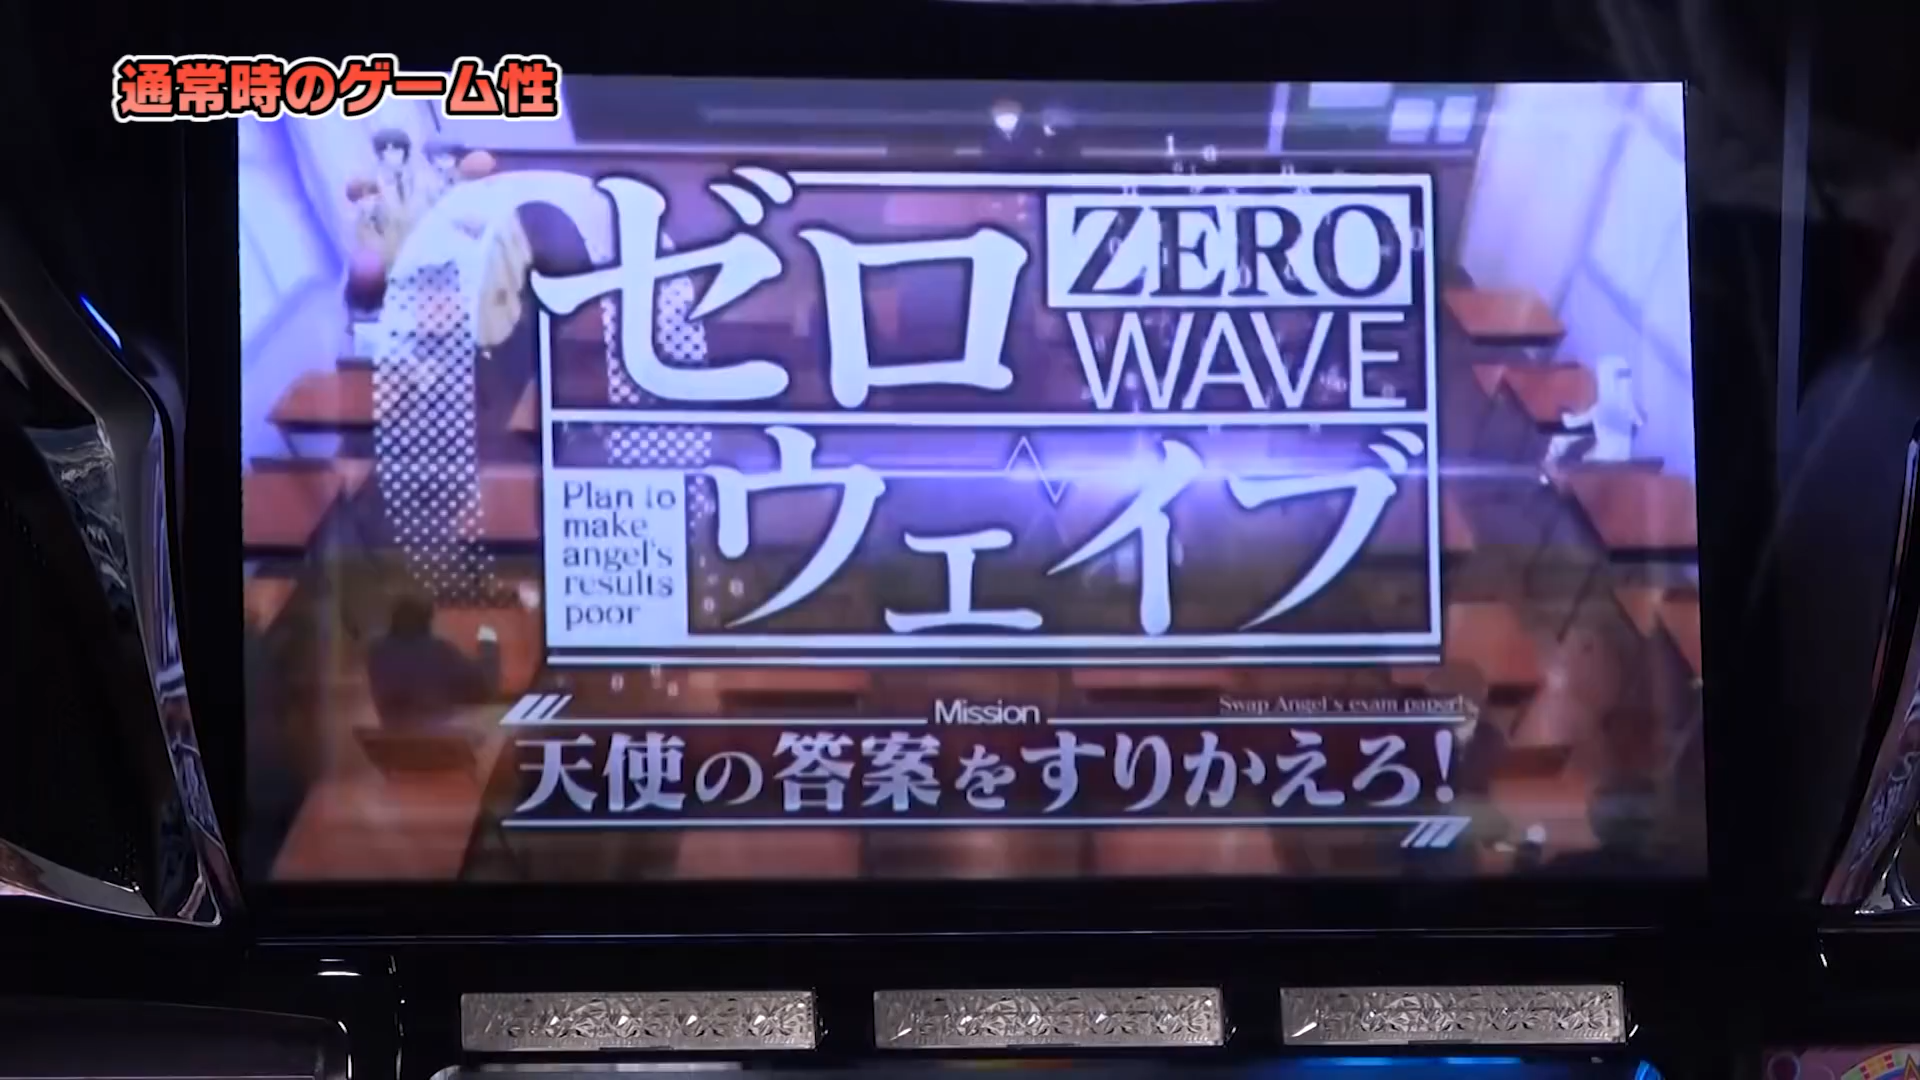 通常時のゲーム性
ゼロ
ZERO
WAVE
ウェイブ
Plan to
make
angel's
results
poor
Mission
Swap Angel's exam paper!
天使の答案をすりかえろ!